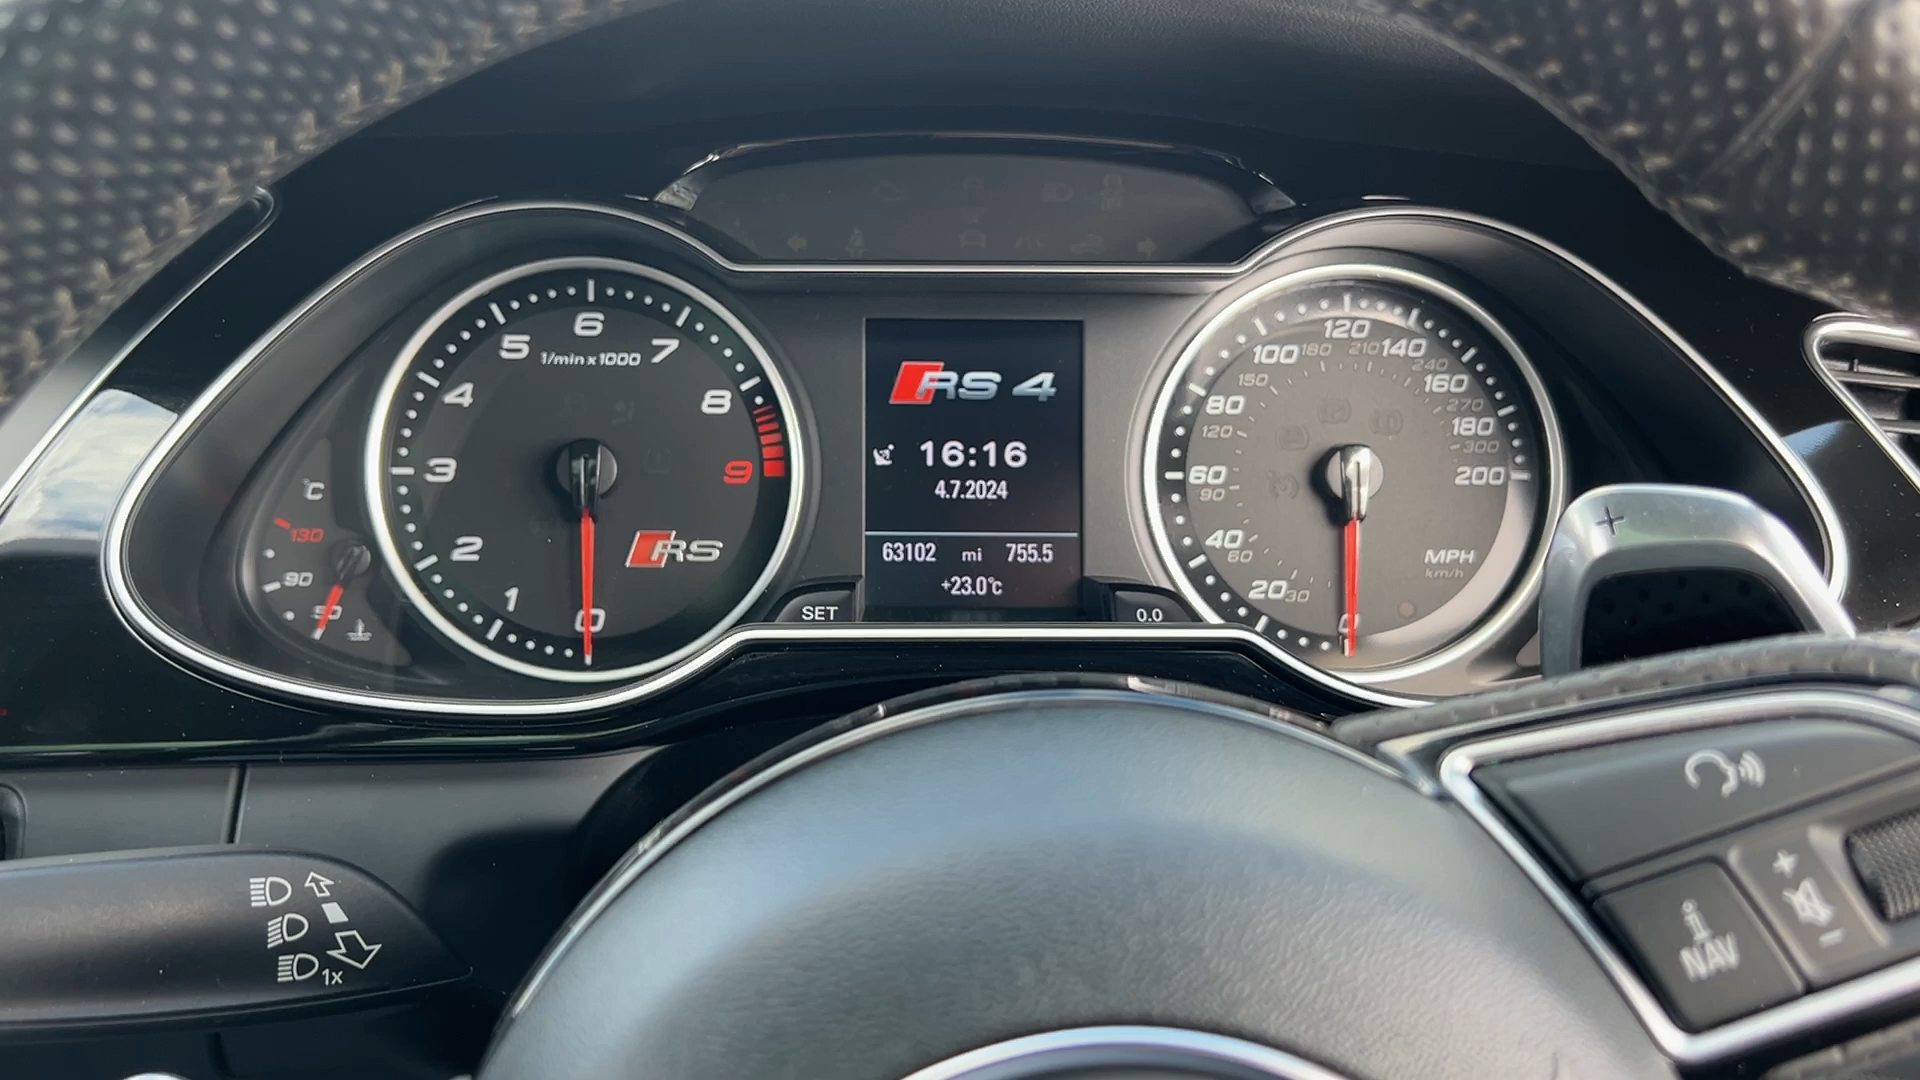 6
5
7
1/min x 1000
4
8
3
9
2
RS
1
0
°C
130
90
50
RS 4
16:16
4.7.2024
63102 mi 755.5
+23.0°C
SET
0.0
120
100 180 210 140
240
150
160
80
270
120
180
300
60
200
90
40
60
MPH
km/h
20 30
0
+
1x
+
i
NAV
-